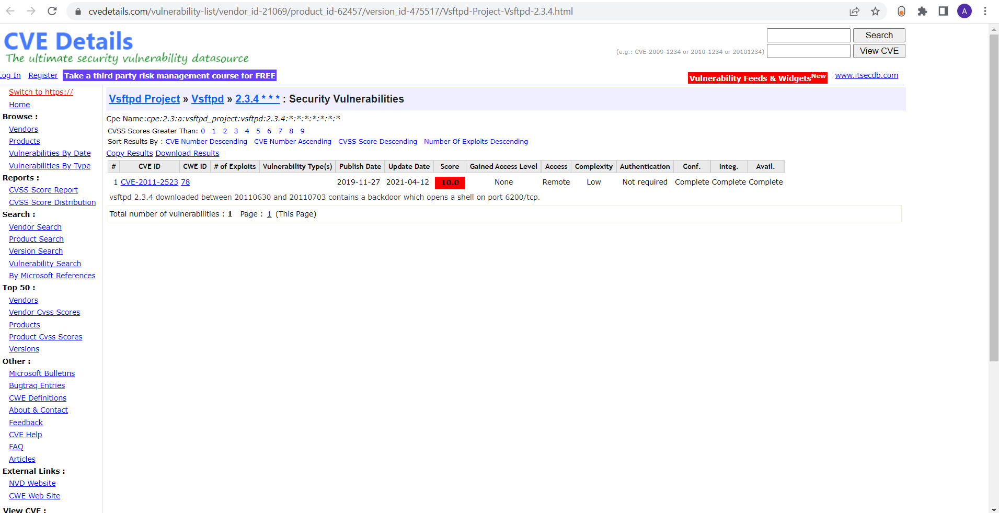 cvedetails.com/vulnerability-list/vendor_id-21069/product_id-62457/version_id-475517/Vsftpd-Project-Vsftpd-2.3.4.html
A
CVE Details
The ultimate security vulnerability datasource
Search
(e.g.: CVE-2009-1234 or 2010-1234 or 20101234)
View CVE
Log In Register Take a third party risk management course for FREE
Vulnerability Feeds & WidgetsNew www.itsecdb.com
Switch to https://
Home
Browse :
Vendors
Products
Vulnerabilities By Date
Vulnerabilities By Type
Reports :
CVSS Score Report
CVSS Score Distribution
Search :
Vendor Search
Product Search
Version Search
Vulnerability Search
By Microsoft References
Top 50 :
Vendors
Vendor Cvss Scores
Products
Product Cvss Scores
Versions
Other :
Microsoft Bulletins
Bugtraq Entries
CWE Definitions
About & Contact
Feedback
CVE Help
FAQ
Articles
External Links :
NVD Website
CWE Web Site
View CVE :
Vsftpd Project » Vsftpd » 2.3.4 * * * : Security Vulnerabilities
Cpe Name:cpe:2.3:a:vsftpd_project:vsftpd:2.3.4:*:*:*:*:*:*:*
CVSS Scores Greater Than: 0 1 2 3 4 5 6 7 8 9
Sort Results By : CVE Number Descending CVE Number Ascending CVSS Score Descending Number Of Exploits Descending
Copy Results Download Results
# CVE ID CWE ID # of Exploits Vulnerability Type(s) Publish Date Update Date Score Gained Access Level Access Complexity Authentication Conf. Integ. Avail.
1 CVE-2011-2523 78 2019-11-27 2021-04-12 10.0 None Remote Low Not required Complete Complete Complete
vsftpd 2.3.4 downloaded between 20110630 and 20110703 contains a backdoor which opens a shell on port 6200/tcp.
Total number of vulnerabilities : 1 Page : 1 (This Page)